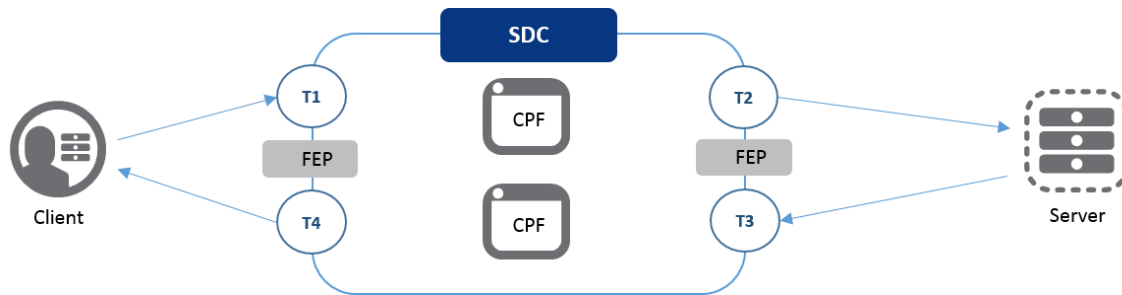 SDC
T1
T2
CPF
FEP
FEP
Client
Server
T4
T3
CPF